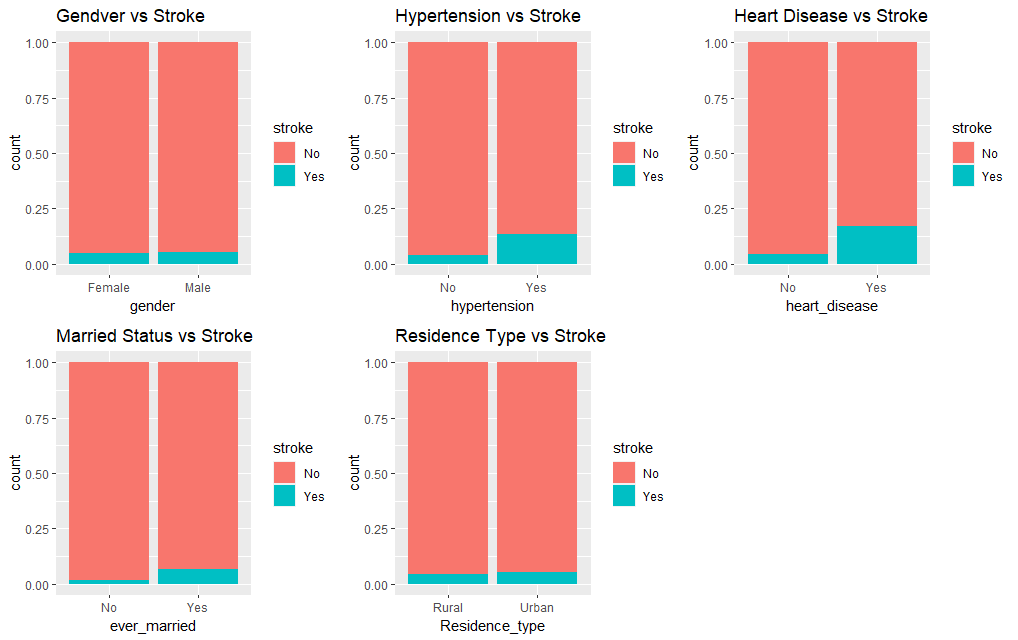 Gendver vs Stroke
1.00
0.75
0.50
0.25
0.00
count
Female Male
gender
stroke
No
Yes
Hypertension vs Stroke
1.00
0.75
0.50
0.25
0.00
count
No Yes
hypertension
stroke
No
Yes
Heart Disease vs Stroke
1.00
0.75
0.50
0.25
0.00
count
No Yes
heart_disease
stroke
No
Yes
Married Status vs Stroke
1.00
0.75
0.50
0.25
0.00
count
No Yes
ever_married
stroke
No
Yes
Residence Type vs Stroke
1.00
0.75
0.50
0.25
0.00
count
Rural Urban
Residence_type
stroke
No
Yes